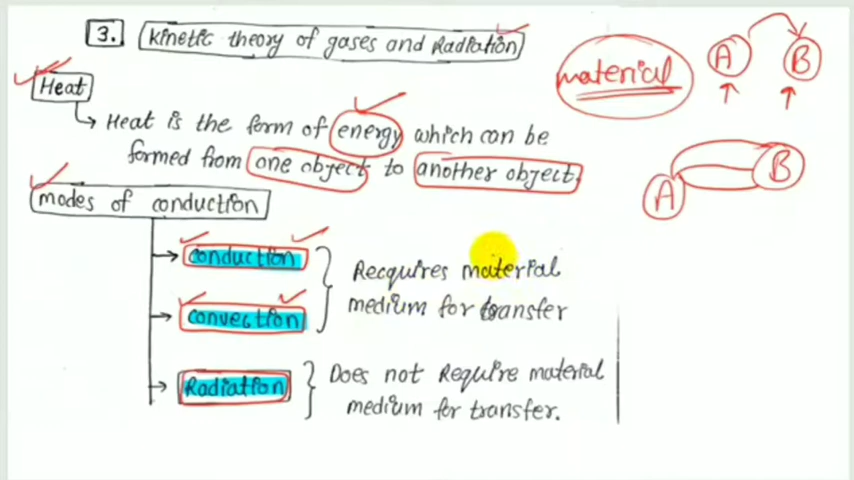 3. kinetic theory of gases and Radiation
material
A B
Heat
Heat is the form of energy which can be
formed from one object to another object.
A B
modes of conduction
conduction
Recquires material
medium for transfer
convection
Radiation
Does not Require material
medium for transfer.